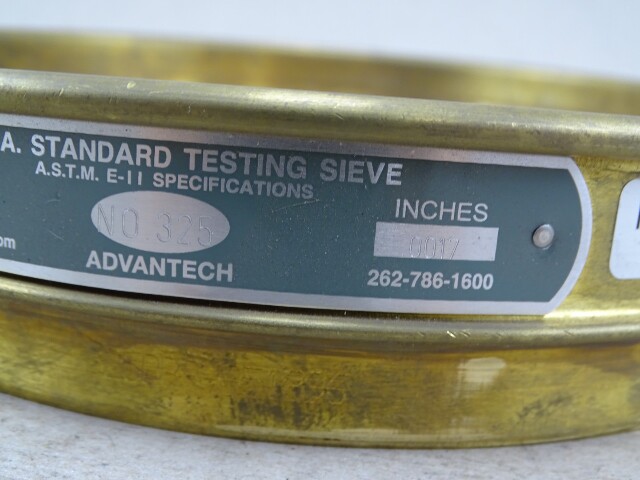 A. STANDARD TESTING SIEVE
A.S.T.M. E-11 SPECIFICATIONS
NO 325
INCHES
0017
om
ADVANTECH
262-786-1600